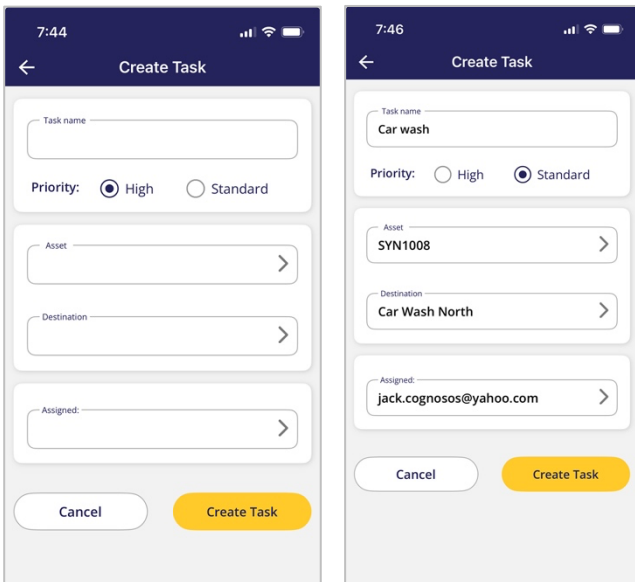 7:44
Create Task
Task name
Priority: High Standard
Asset
Destination
Assigned:
Cancel Create Task
7:46
Create Task
Task name
Car wash
Priority: High Standard
Asset
SYN1008
Destination
Car Wash North
Assigned:
jack.cognosos@yahoo.com
Cancel Create Task